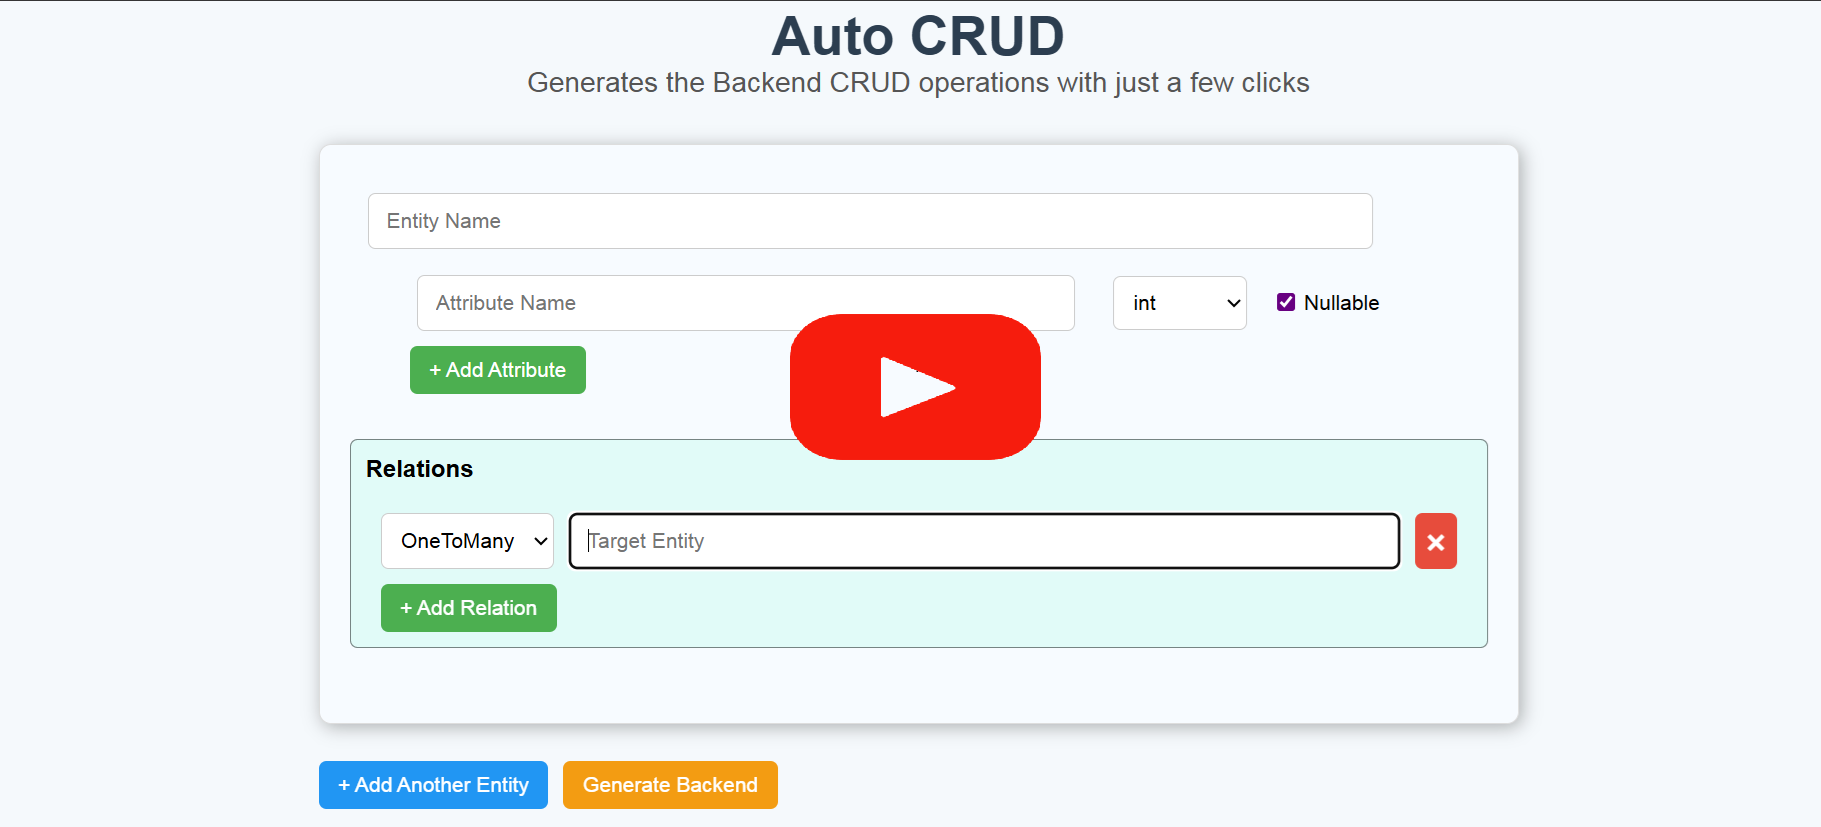 Auto CRUD
Generates the Backend CRUD operations with just a few clicks
Entity Name
Attribute Name
int
Nullable
+ Add Attribute
Relations
OneToMany
Target Entity
+ Add Relation
+ Add Another Entity
Generate Backend